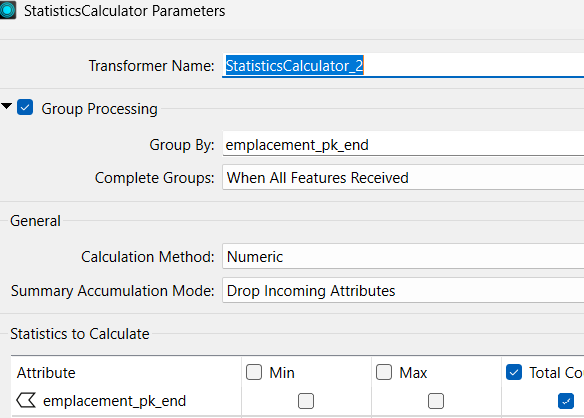 StatisticsCalculator Parameters
Transformer Name: StatisticsCalculator_2
Group Processing
Group By: emplacement_pk_end
Complete Groups: When All Features Received
General
Calculation Method: Numeric
Summary Accumulation Mode: Drop Incoming Attributes
Statistics to Calculate
Attribute Min Max Total Co
emplacement_pk_end